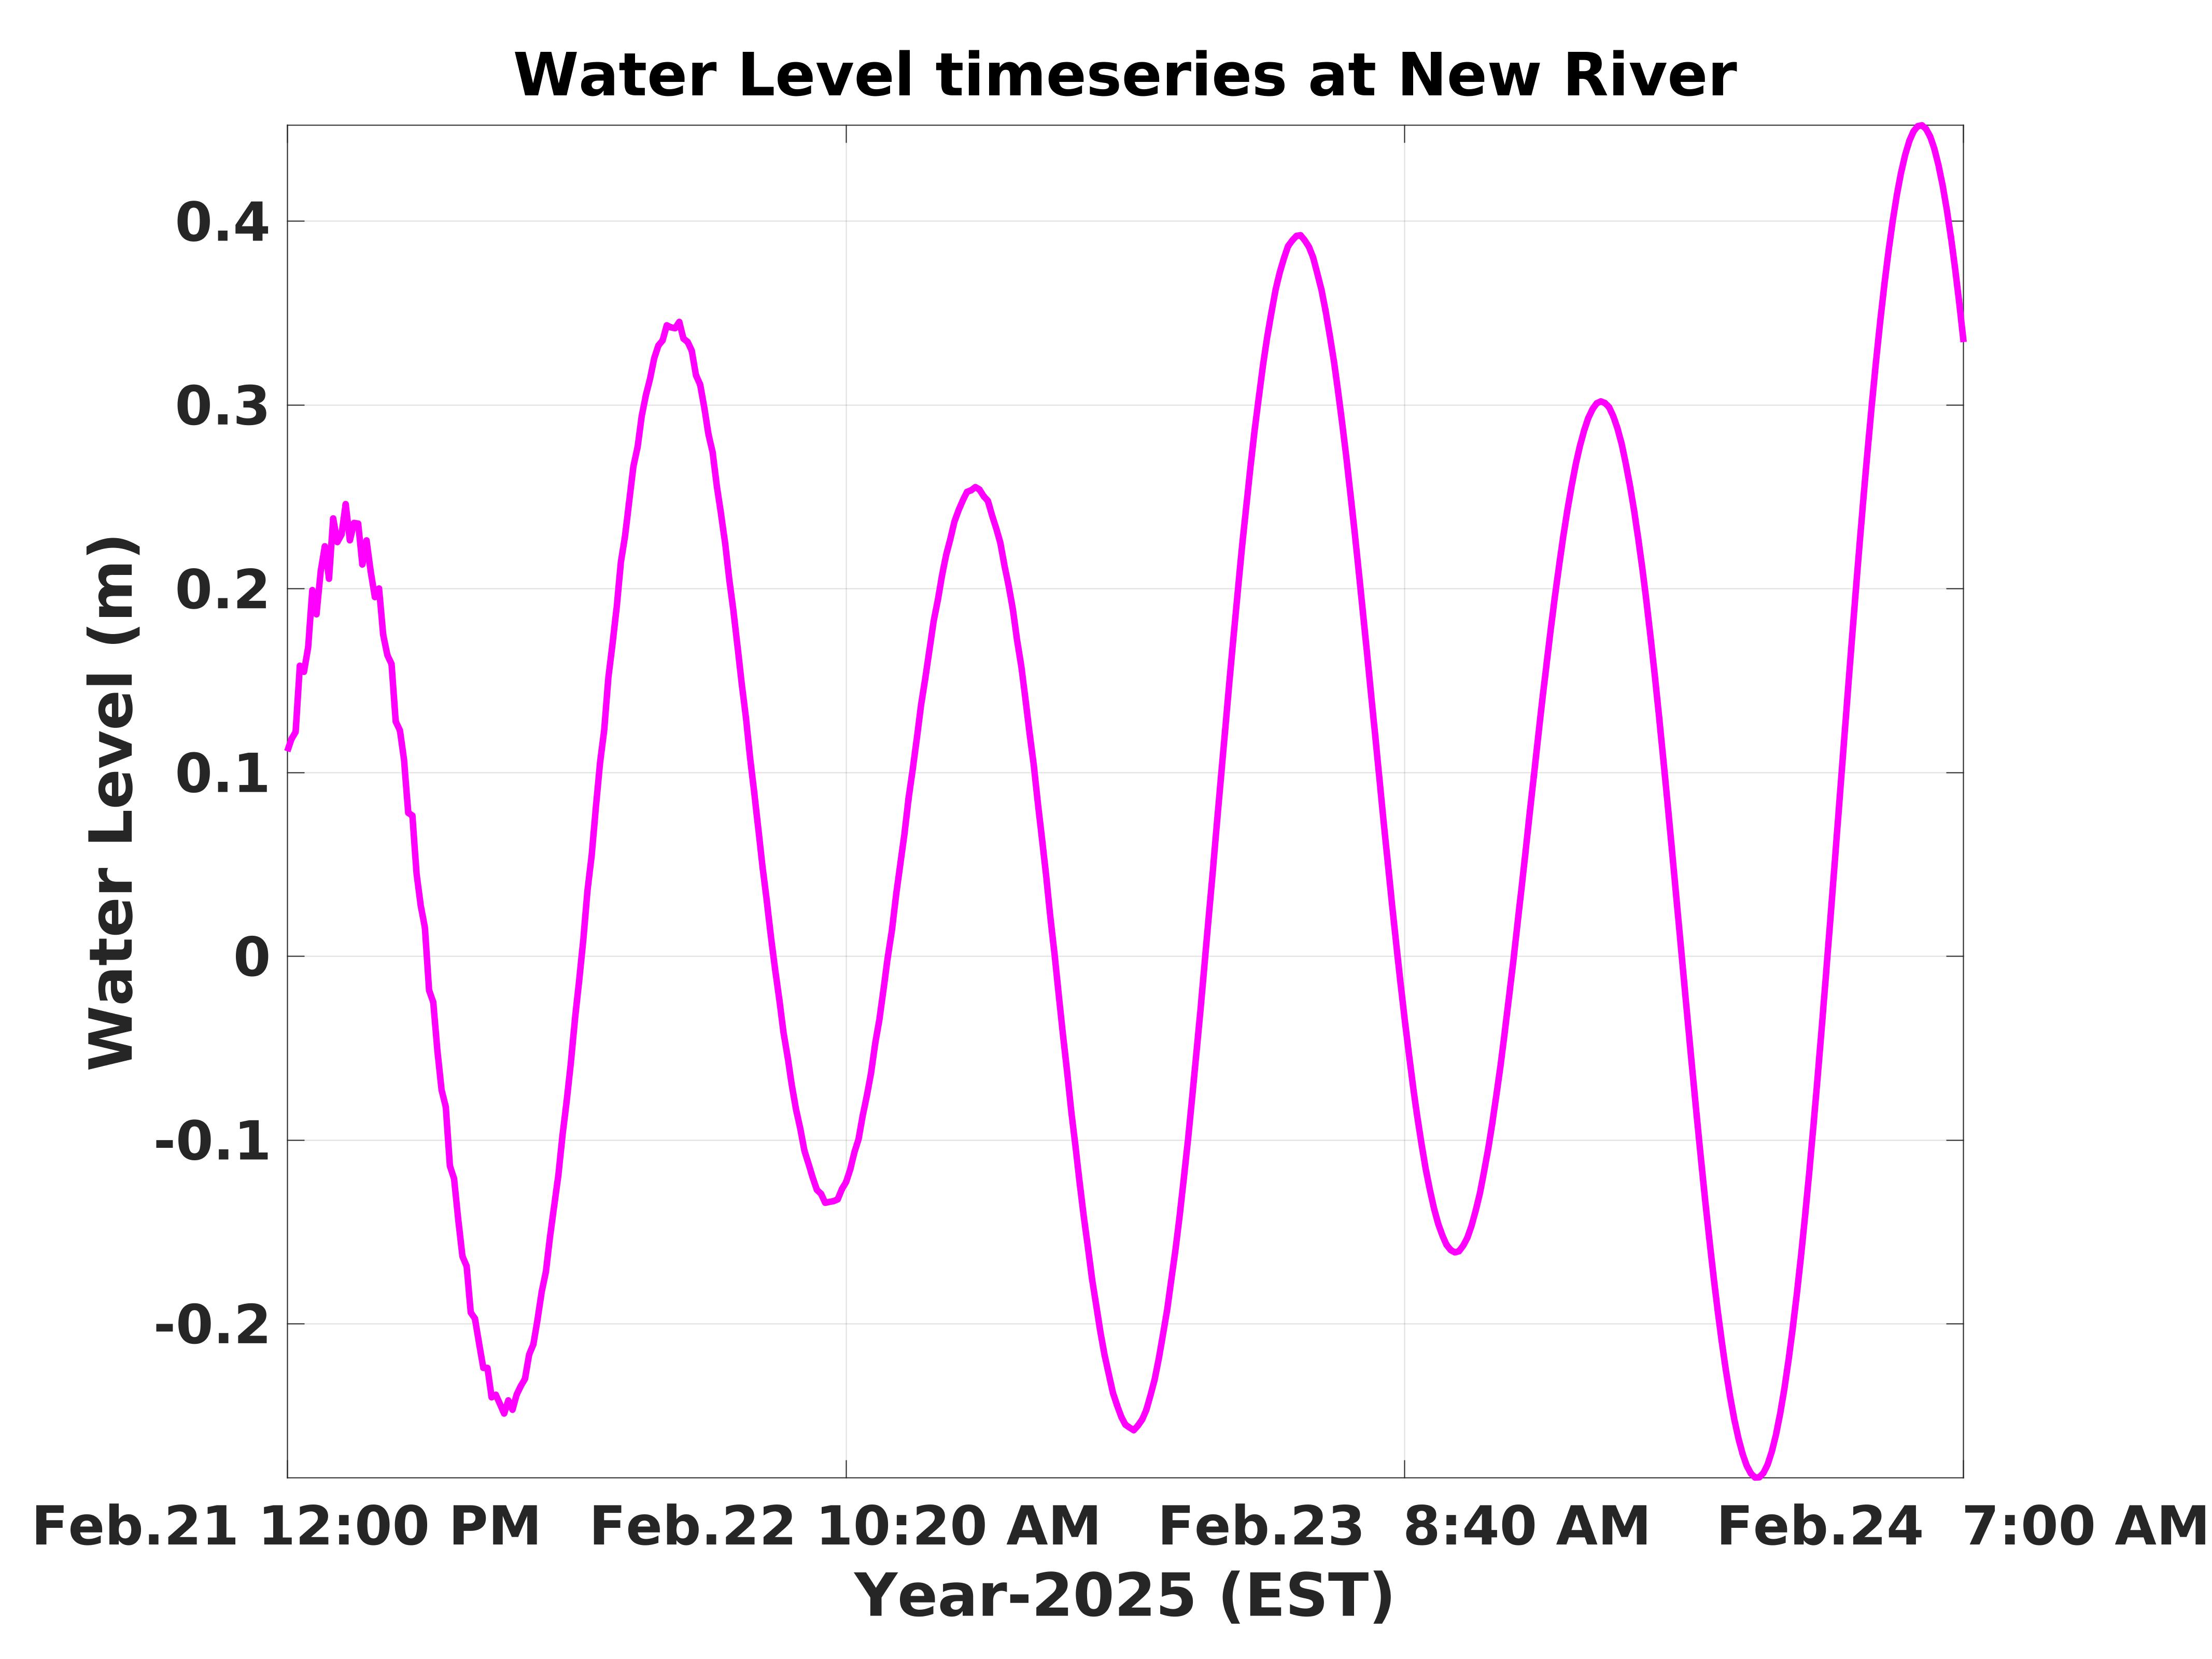 Water Level timeseries at New River
Water Level (m)
0.4
0.3
0.2
0.1
0
-0.1
-0.2
Feb.21 12:00 PM Feb.22 10:20 AM Feb.23 8:40 AM Feb.24 7:00 AM
Year-2025 (EST)